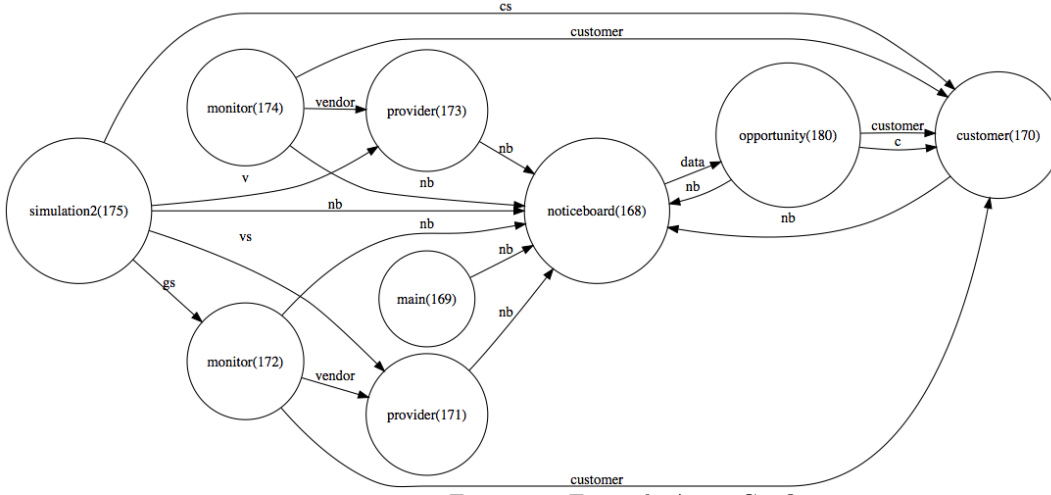 cs
customer
monitor(174)
vendor
provider(173)
opportunity(180)
customer
c
customer(170)
nb
data
nb
v
nb
simulation2(175)
nb
noticeboard(168)
nb
nb
vs
nb
gs
main(169)
nb
monitor(172)
vendor
provider(171)
customer